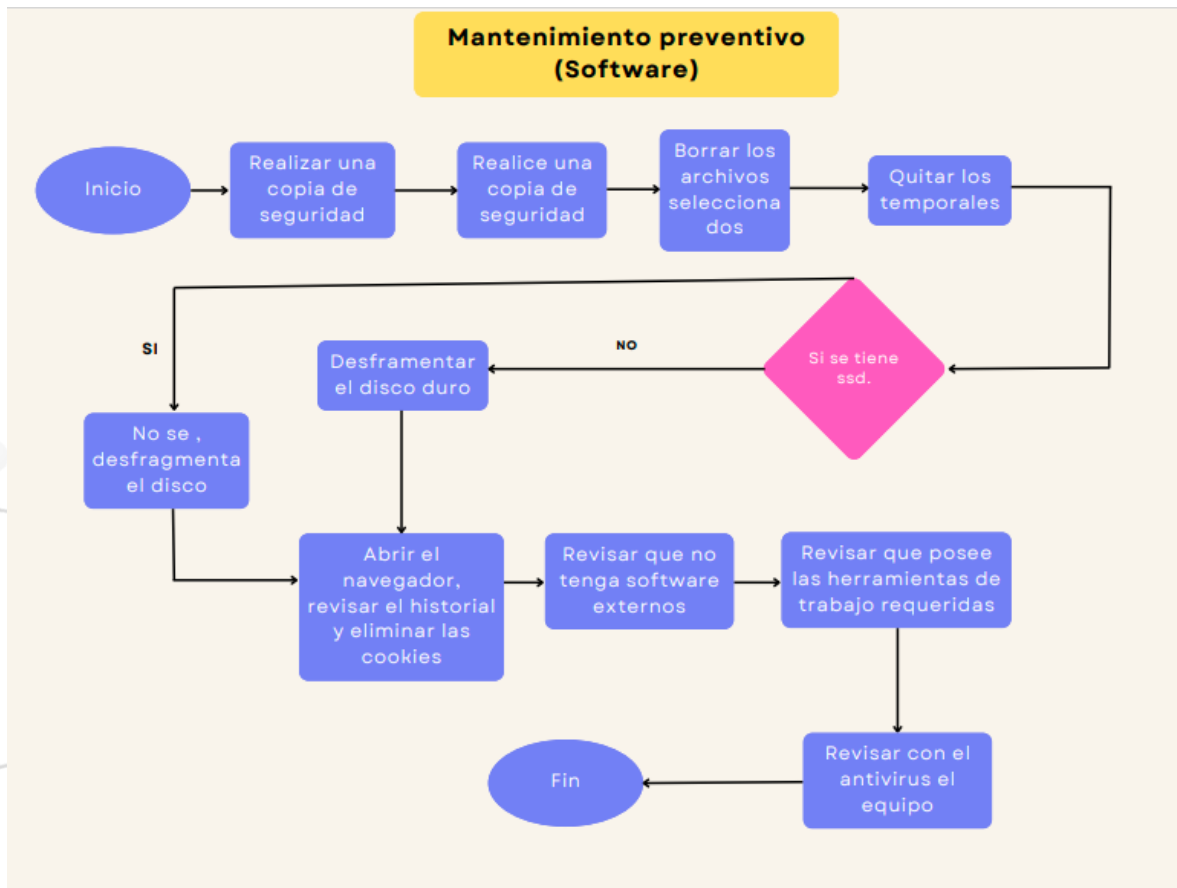 Mantenimiento preventivo
(Software)
Inicio
Realizar una
copia de
seguridad
Realice una
copia de
seguridad
Borrar los
archivos
selecciona
dos
Quitar los
temporales
Si se tiene
ssd.
NO
SI
Desframentar
el disco duro
No se ,
desfragmenta
el disco
Abrir el
navegador,
revisar el historial
y eliminar las
cookies
Revisar que no
tenga software
externos
Revisar que posee
las herramientas de
trabajo requeridas
Revisar con el
antivirus el
equipo
Fin